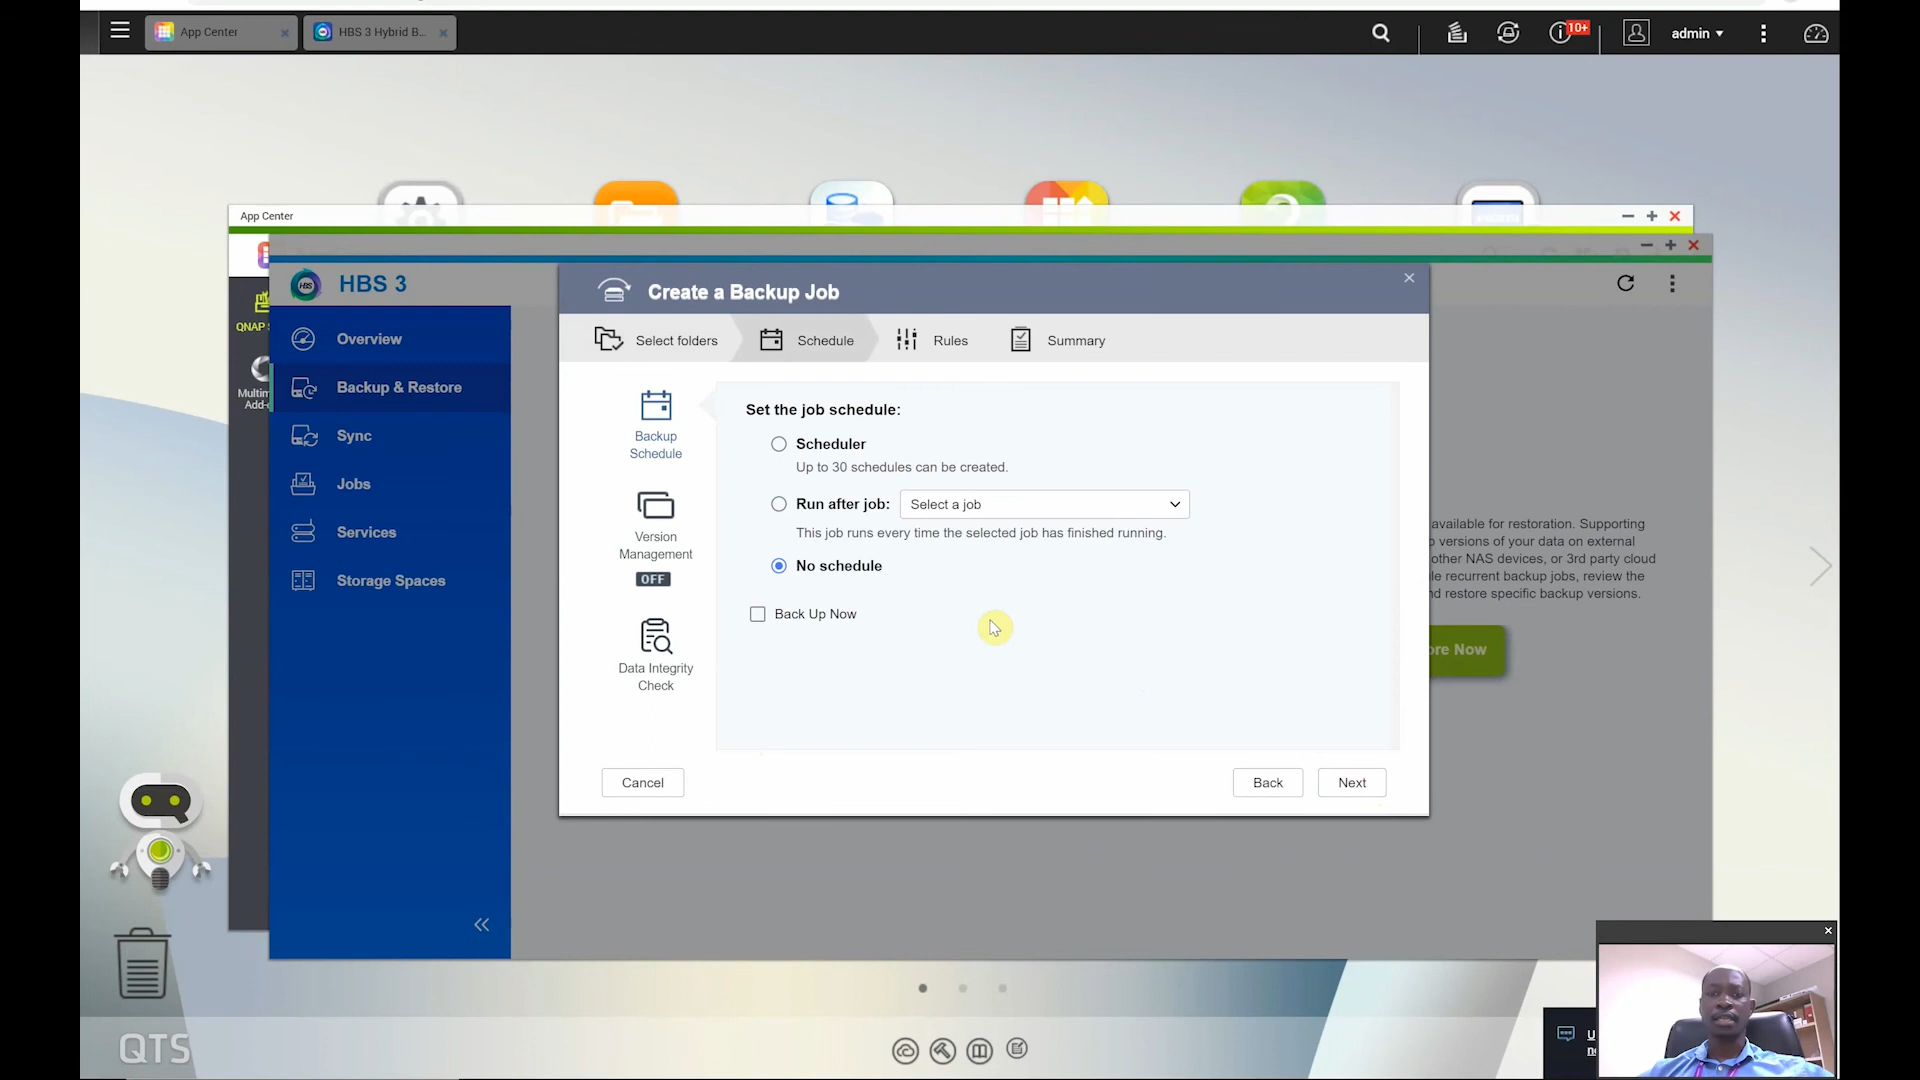 App Center
HBS 3 Hybrid B...
10+
admin
App Center
HBS 3
Overview
Backup & Restore
Sync
Jobs
Services
Storage Spaces
QNAP
Multim
Add-
Create a Backup Job
Select folders
Schedule
Rules
Summary
Backup
Schedule
Version
Management
OFF
Data Integrity
Check
Set the job schedule:
Scheduler
Up to 30 schedules can be created.
Run after job:
Select a job
This job runs every time the selected job has finished running.
No schedule
Back Up Now
Cancel
Back
Next
available for restoration. Supporting
versions of your data on external
other NAS devices, or 3rd party cloud
le recurrent backup jobs, review the
nd restore specific backup versions.
ore Now
QTS